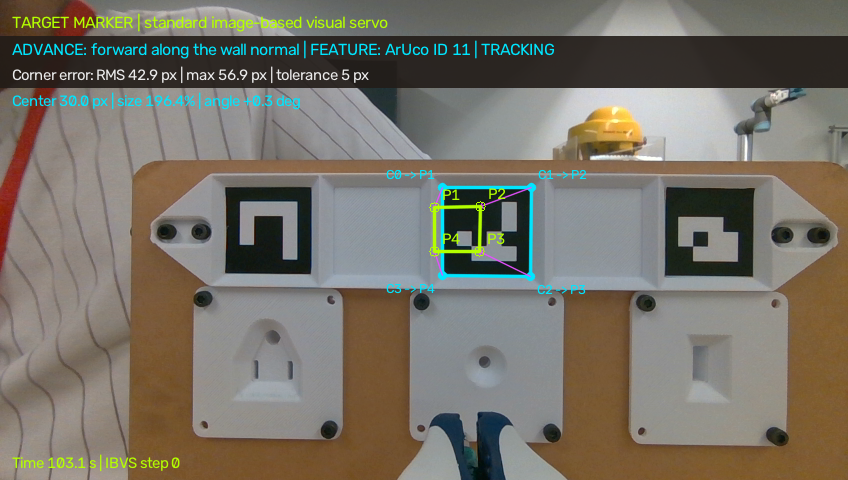 TARGET MARKER | standard image-based visual servo
ADVANCE: forward along the wall normal | FEATURE: ArUco ID 11 | TRACKING
Corner error: RMS 42.9 px | max 56.9 px | tolerance 5 px
Center 30.0 px | size 196.4% | angle +0.3 deg
C0->P1
C1->P2
P1
P2
P4
P3
C3->P4
C2->P3
Time 103.1 s | IBVS step 0